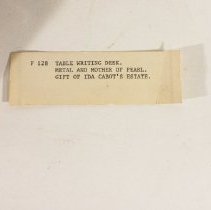 F 128 TABLE WRITING DESK.
METAL AND MOTHER OF PEARL.
GIFT OF IDA CABOT'S ESTATE.